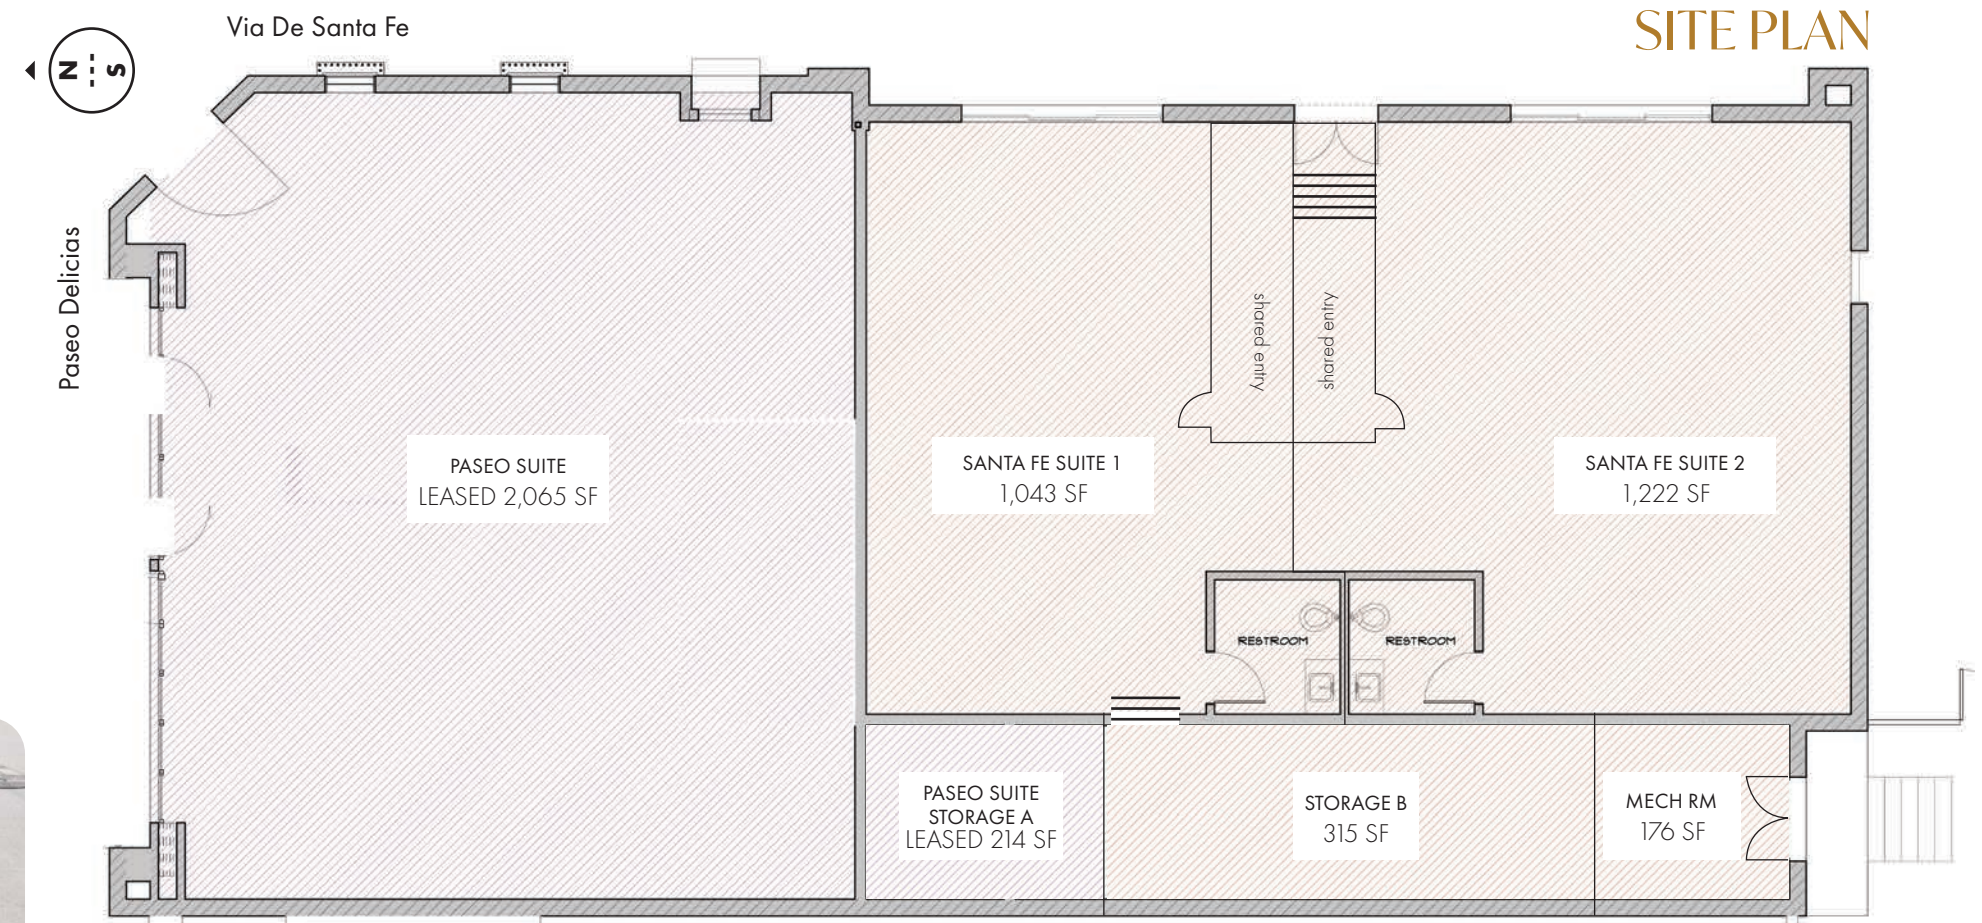 Via De Santa Fe
SITE PLAN
N
S
Paseo Delicias
shared entry
shared entry
PASEO SUITE
LEASED 2,065 SF
SANTA FE SUITE 1
1,043 SF
SANTA FE SUITE 2
1,222 SF
RESTROOM
RESTROOM
PASEO SUITE
STORAGE A
LEASED 214 SF
STORAGE B
315 SF
MECH RM
176 SF